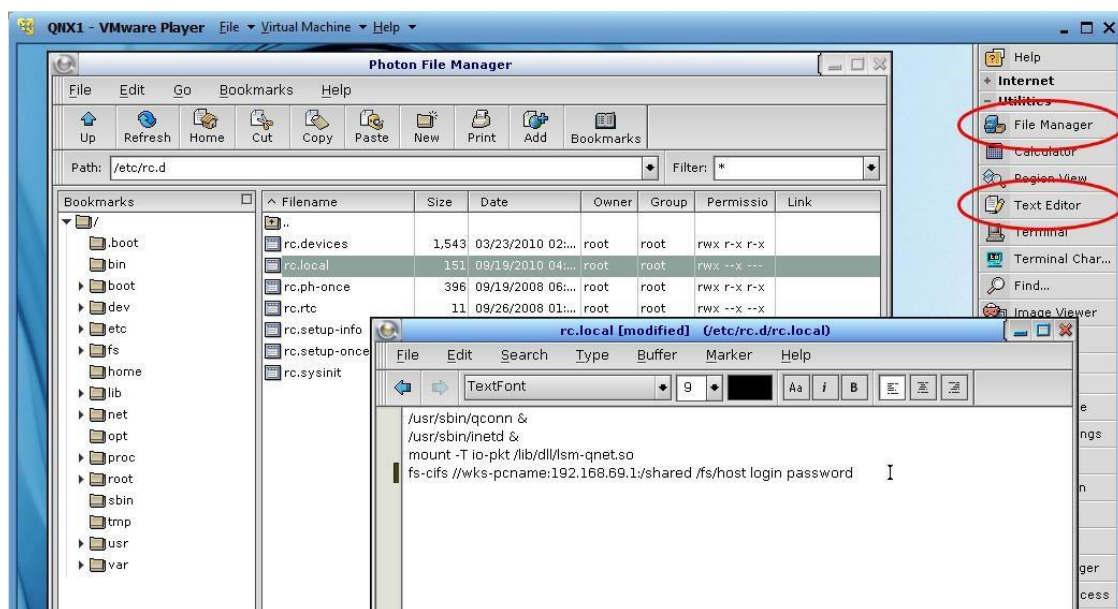 QNX1 - VMware Player File Virtual Machine Help
Photon File Manager
File Edit Go Bookmarks Help
Up Refresh Home Cut Copy Paste New Print Add Bookmarks
Path: /etc/rc.d Filter: *
Bookmarks
/
.boot
bin
boot
dev
etc
fs
home
lib
net
opt
proc
root
sbin
tmp
usr
var
^ Filename Size Date Owner Group Permissio Link
..
rc.devices 1,543 03/23/2010 02:... root root rwx r-x r-x
rc.local 151 09/19/2010 04:... root root rwx --x ---
rc.ph-once 396 09/19/2008 06:... root root rwx r-x r-x
rc.rtc 11 09/26/2008 01:... root root rwx --x --x
rc.setup-info
rc.setup-once
rc.sysinit
rc.local [modified] (/etc/rc.d/rc.local)
File Edit Search Type Buffer Marker Help
TextFont 9 Aa i B
/usr/sbin/qconn &
/usr/sbin/inetd &
mount -T io-pkt /lib/dll/lsm-qnet.so
fs-cifs //wks-pcname:192.168.69.1:/shared /fs/host login password
Help
+ Internet
- Utilities
File Manager
Calculator
Region View
Text Editor
Terminal
Terminal Char...
Find...
Image Viewer
e
ngs
n
ger
cess